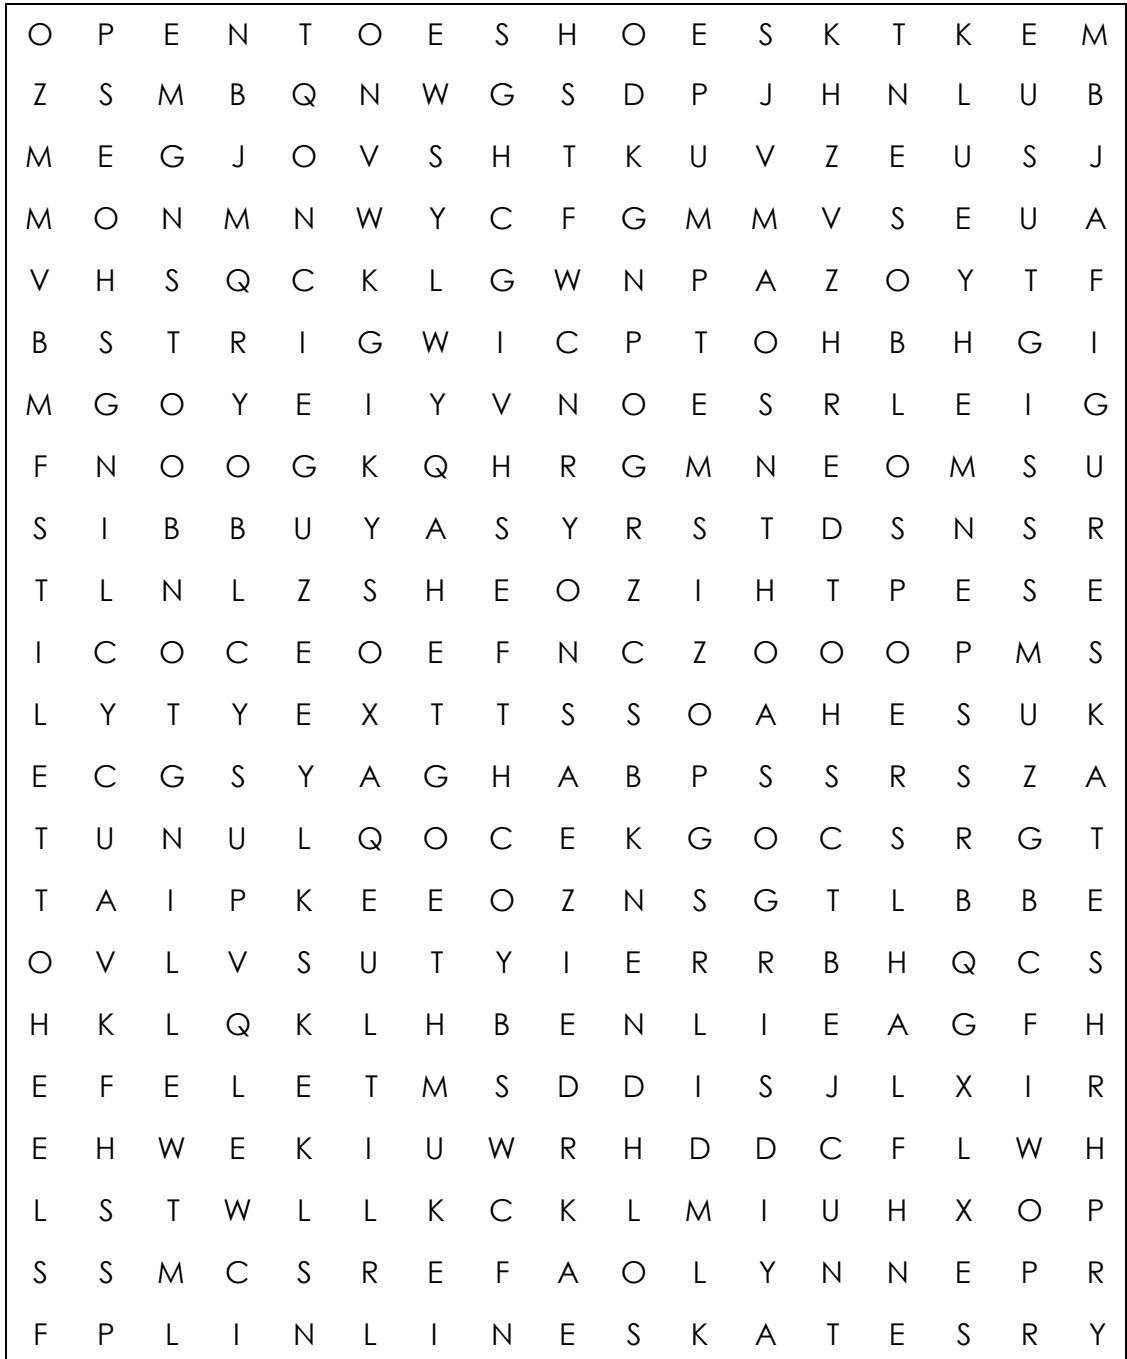 O P E N T O E S H O E S K T K E M
Z S M B Q N W G S D P J H N L U B
M E G J O V S H T K U V Z E U S J
M O N M N W Y C F G M M V S E U A
V H S Q C K L G W N P A Z O Y T F
B S T R I G W I C P T O H B H G I
M G O Y E I Y V N O E S R L E I G
F N O O G K Q H R G M N E O M S U
S I B B U Y A S Y R S T D S N S R
T L N L Z S H E O Z I H T P E S E
I C O C E O E F N C Z O O O P M S
L Y T Y E X T T S S O A H E S U K
E C G S Y A G H A B P S S R S Z A
T U N U L Q O C E K G O C S R G T
T A I P K E E O Z N S G T L B B E
O V L V S U T Y I E R R B H Q C S
H K L Q K L H B E N L I E A G F H
E F E L E T M S D D I S J L X I R
E H W E K I U W R H D D C F L W H
L S T W L L K C K L M I U H X O P
S S M C S R E F A O L Y N N E P R
F P L I N L I N E S K A T E S R Y